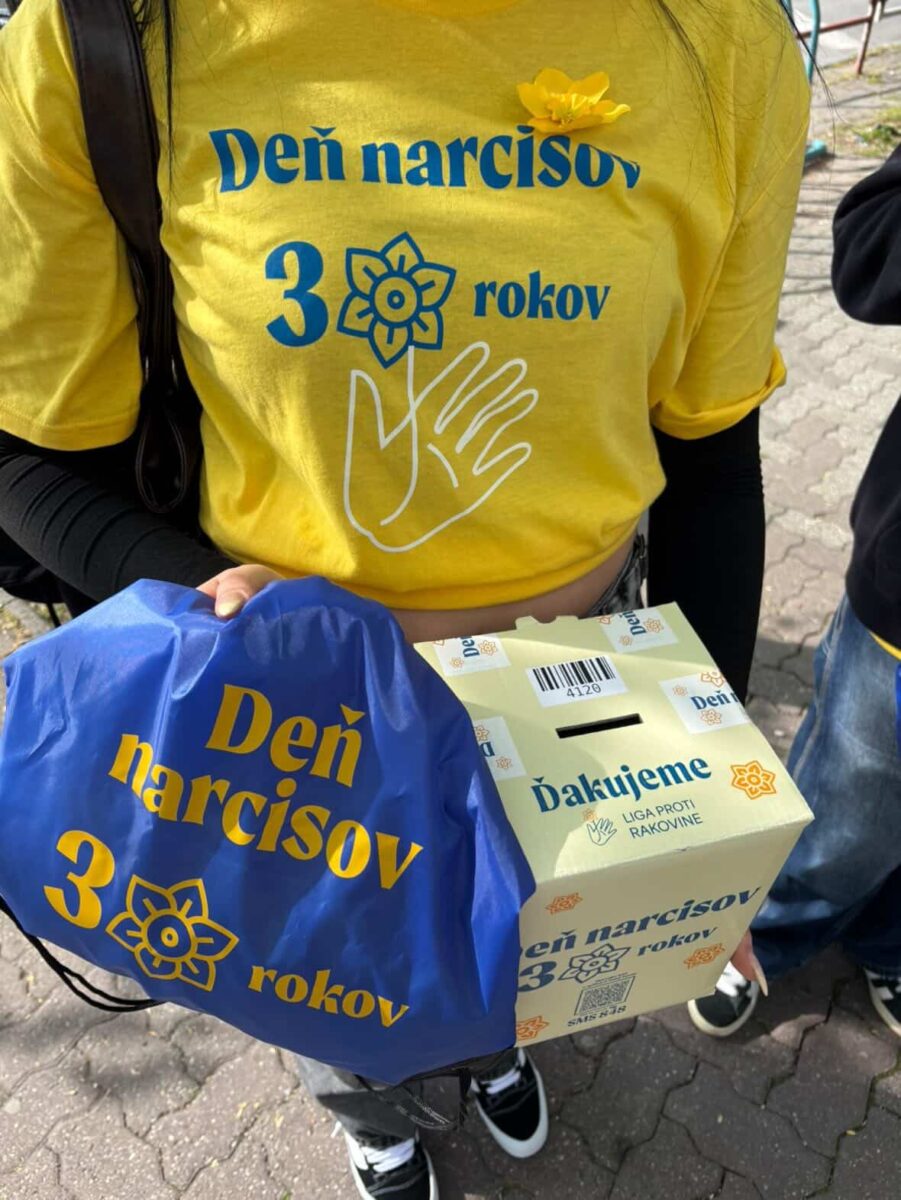 Deň narcisov
3 rokov
Deň
narcisov
3 rokov
4120
Deň n
Ďakujeme
LIGA PROTI
RAKOVINE
Deň narcisov
3 rokov
SMS 848